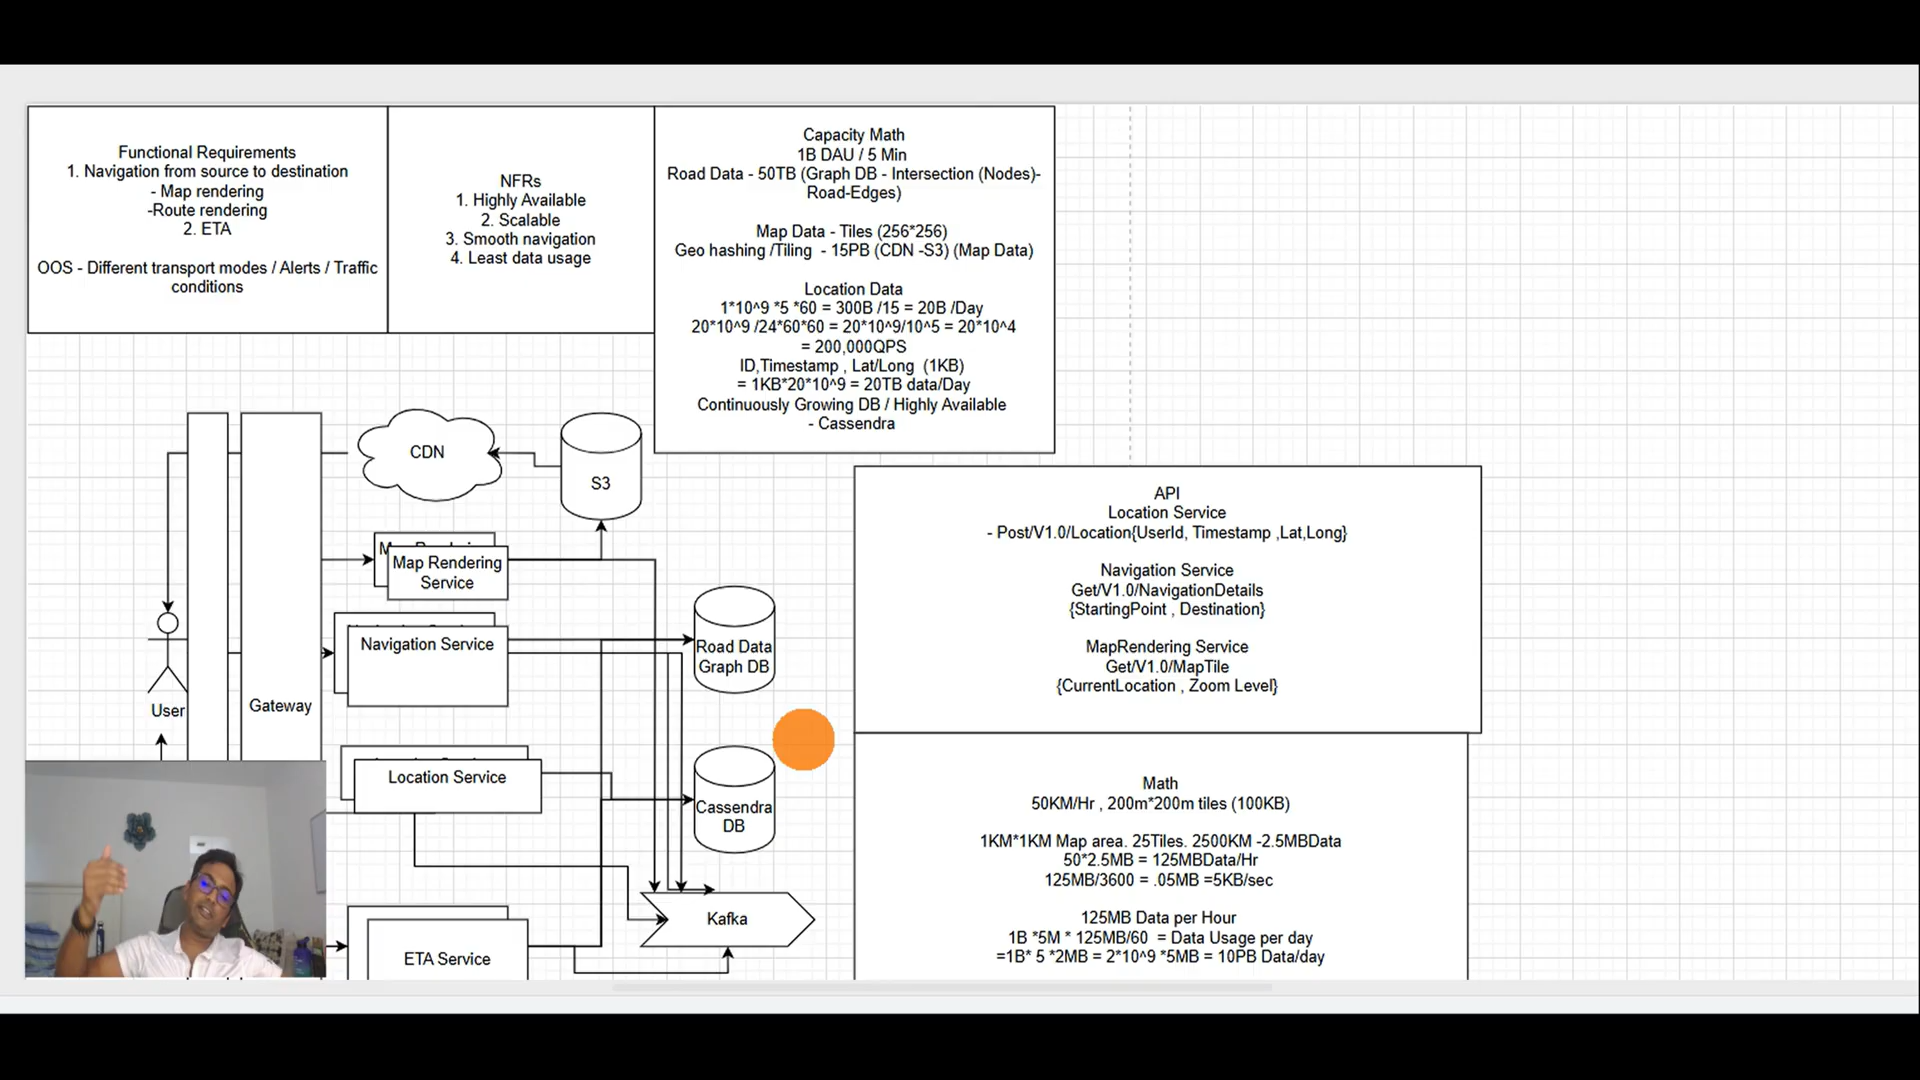 Functional Requirements
1. Navigation from source to destination
- Map rendering
-Route rendering
2. ETA
OOS - Different transport modes / Alerts / Traffic
conditions
NFRs
1. Highly Available
2. Scalable
3. Smooth navigation
4. Least data usage
Capacity Math
1B DAU / 5 Min
Road Data - 50TB (Graph DB - Intersection (Nodes)-
Road-Edges)
Map Data - Tiles (256*256)
Geo hashing /Tiling - 15PB (CDN -S3) (Map Data)
Location Data
1*10^9 *5 *60 = 300B /15 = 20B /Day
20*10^9 /24*60*60 = 20*10^9/10^5 = 20*10^4
= 200,000QPS
ID,Timestamp , Lat/Long (1KB)
= 1KB*20*10^9 = 20TB data/Day
Continuously Growing DB / Highly Available
- Cassendra
CDN
S3
Map Rendering
Service
Navigation Service
Road Data
Graph DB
User
Gateway
Location Service
Cassendra
DB
Kafka
ETA Service
API
Location Service
- Post/V1.0/Location{UserId, Timestamp ,Lat,Long}
Navigation Service
Get/V1.0/NavigationDetails
{StartingPoint , Destination}
MapRendering Service
Get/V1.0/MapTile
{CurrentLocation , Zoom Level}
Math
50KM/Hr , 200m*200m tiles (100KB)
1KM*1KM Map area. 25Tiles. 2500KM -2.5MBData
50*2.5MB = 125MBData/Hr
125MB/3600 = .05MB =5KB/sec
125MB Data per Hour
1B *5M * 125MB/60 = Data Usage per day
=1B* 5 *2MB = 2*10^9 *5MB = 10PB Data/day